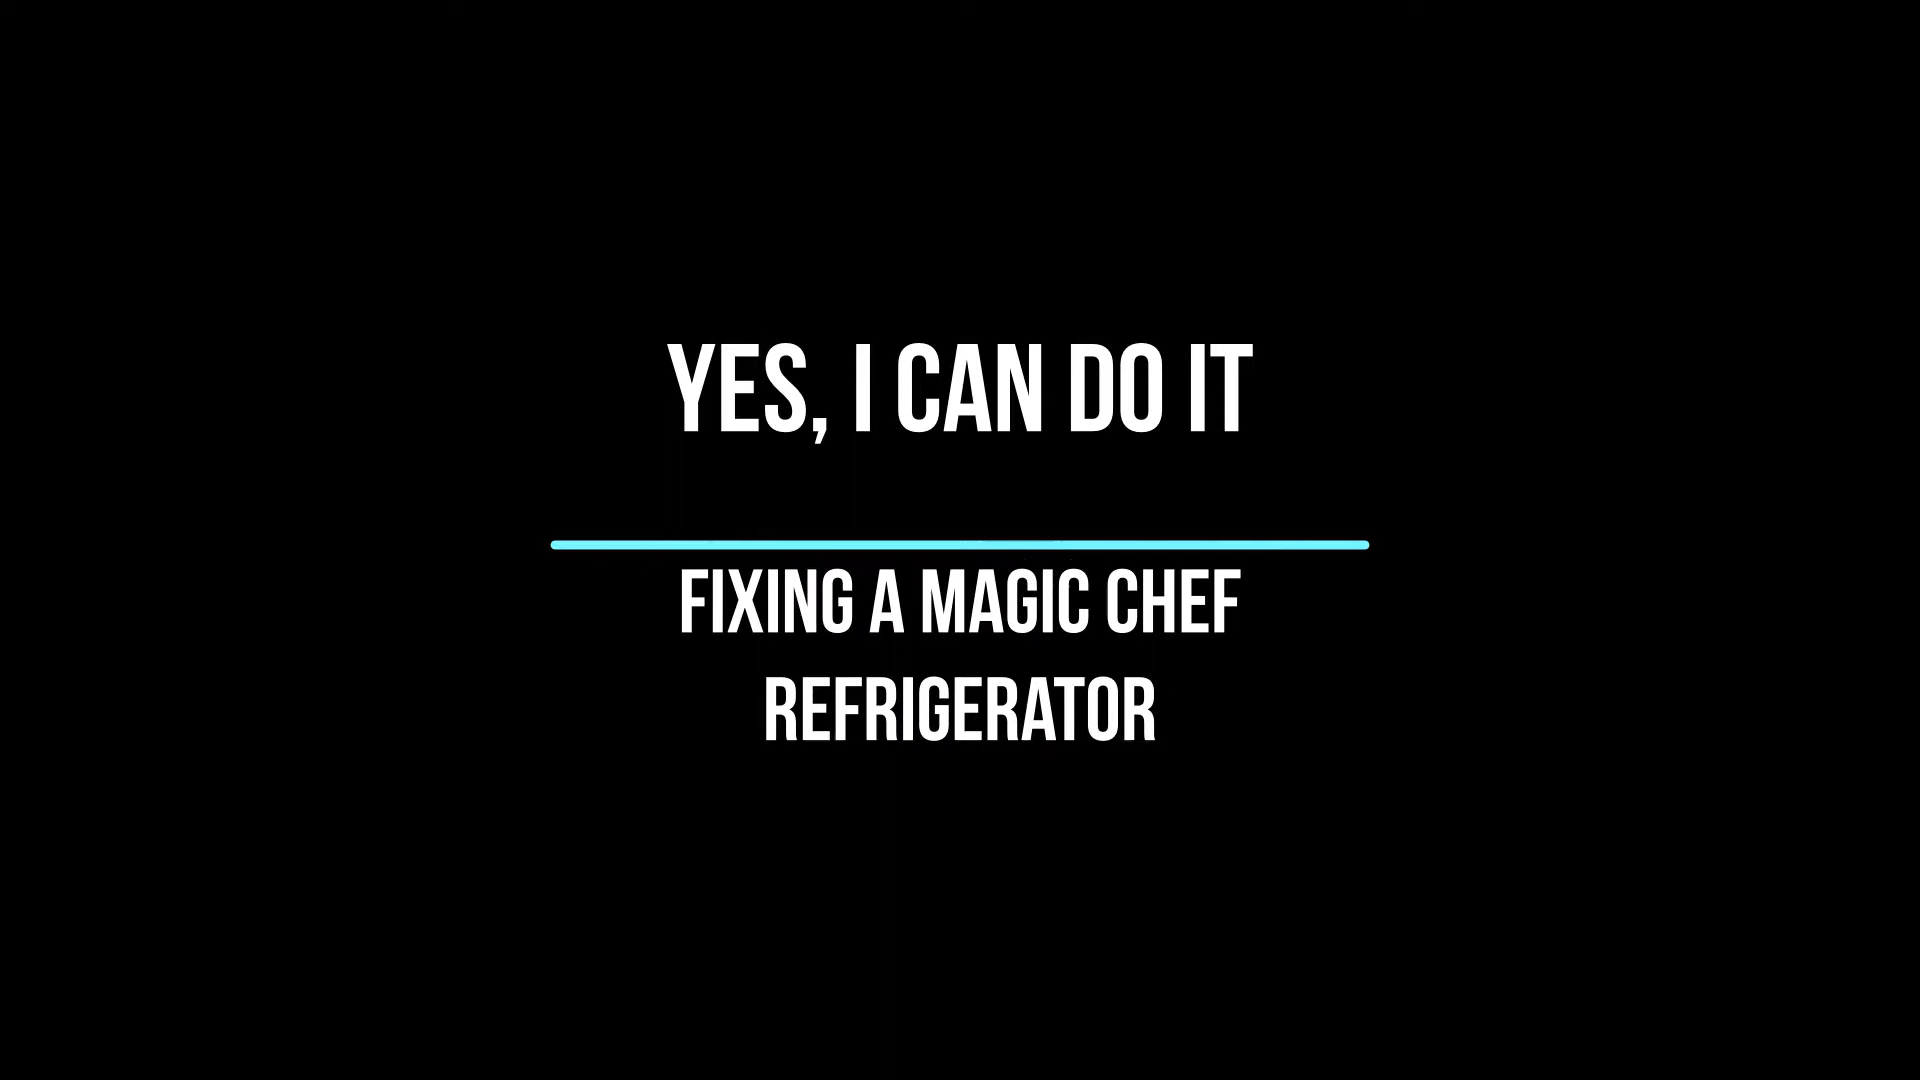 YES, I CAN DO IT
FIXING A MAGIC CHEF
REFRIGERATOR